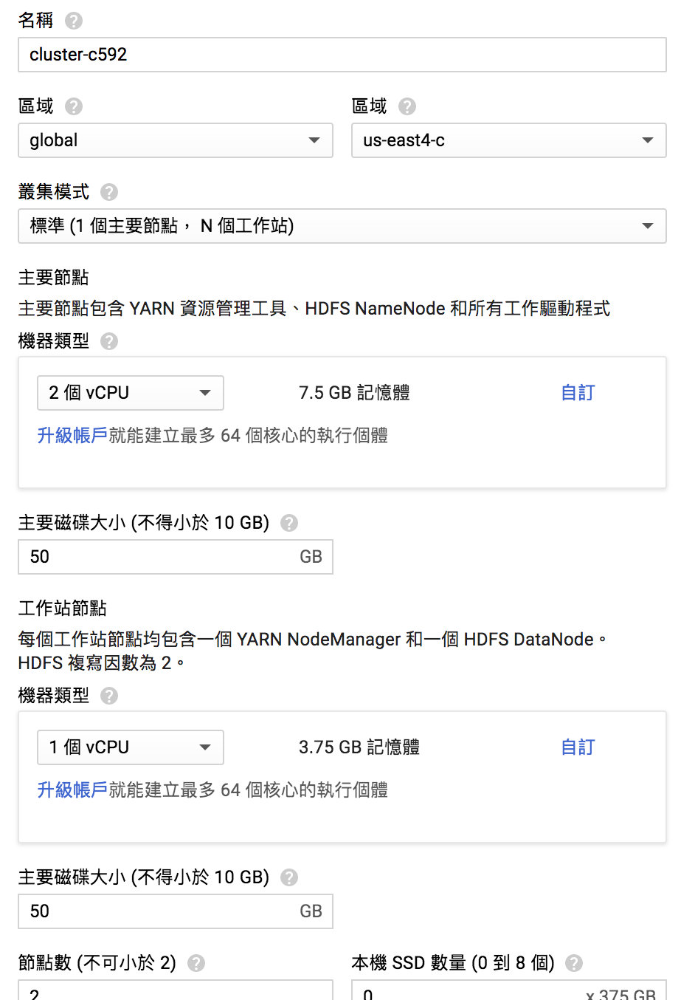 名稱 ?
cluster-c592
區域 ? 區域 ?
global us-east4-c
叢集模式 ?
標準 (1 個主要節點， N 個工作站)
主要節點
主要節點包含 YARN 資源管理工具、HDFS NameNode 和所有工作驅動程式
機器類型 ?
2 個 vCPU 7.5 GB 記憶體 自訂
升級帳戶就能建立最多 64 個核心的執行個體
主要磁碟大小 (不得小於 10 GB) ?
50 GB
工作站節點
每個工作站節點均包含一個 YARN NodeManager 和一個 HDFS DataNode。
HDFS 複寫因數為 2。
機器類型 ?
1 個 vCPU 3.75 GB 記憶體 自訂
升級帳戶就能建立最多 64 個核心的執行個體
主要磁碟大小 (不得小於 10 GB) ?
50 GB
節點數 (不可小於 2) ? 本機 SSD 數量 (0 到 8 個) ?
2 0 x 375 GB